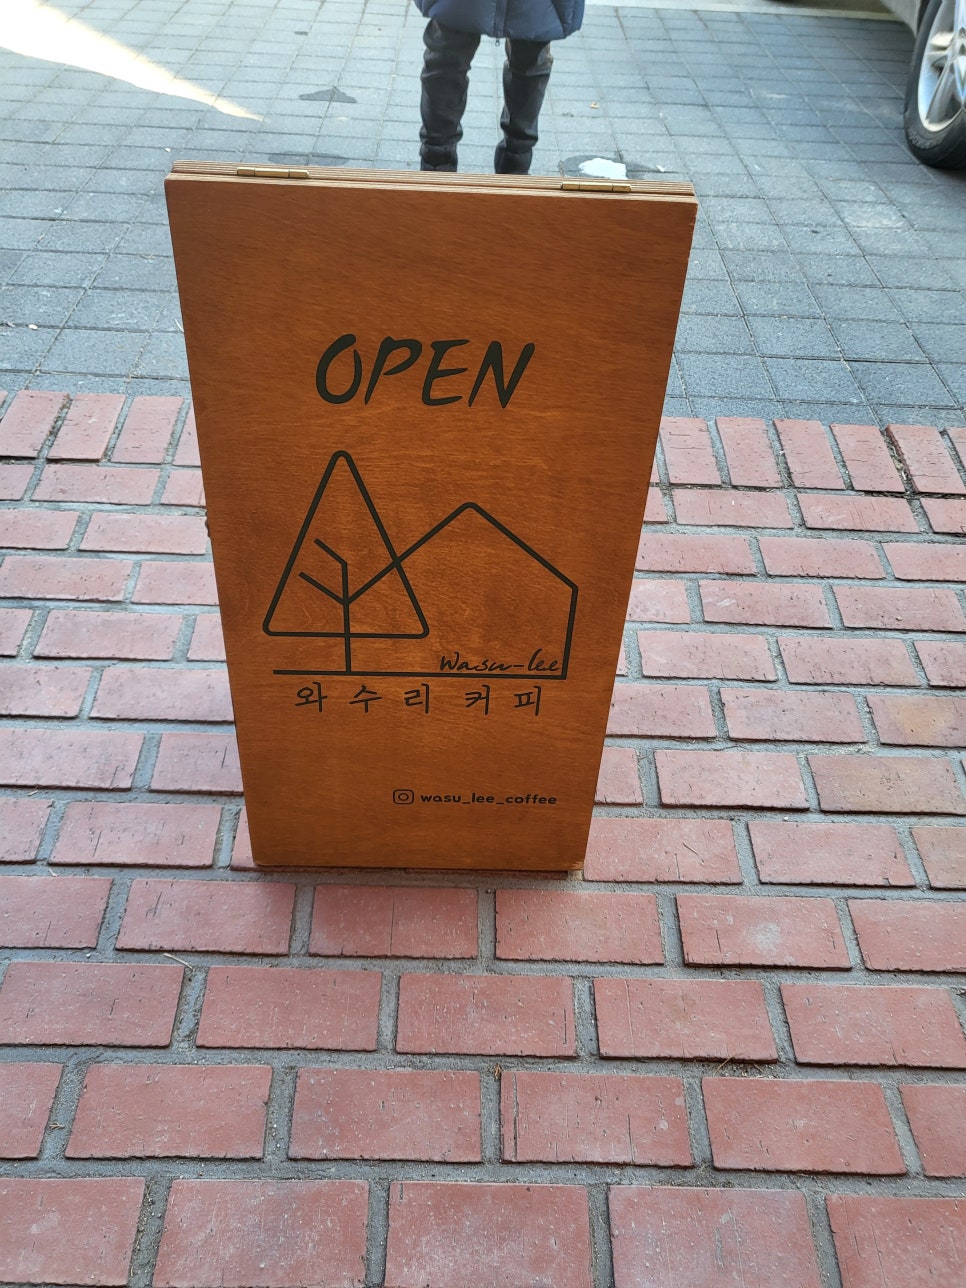 OPEN
Wasu-lee
와수리 커피
wasu_lee_coffee